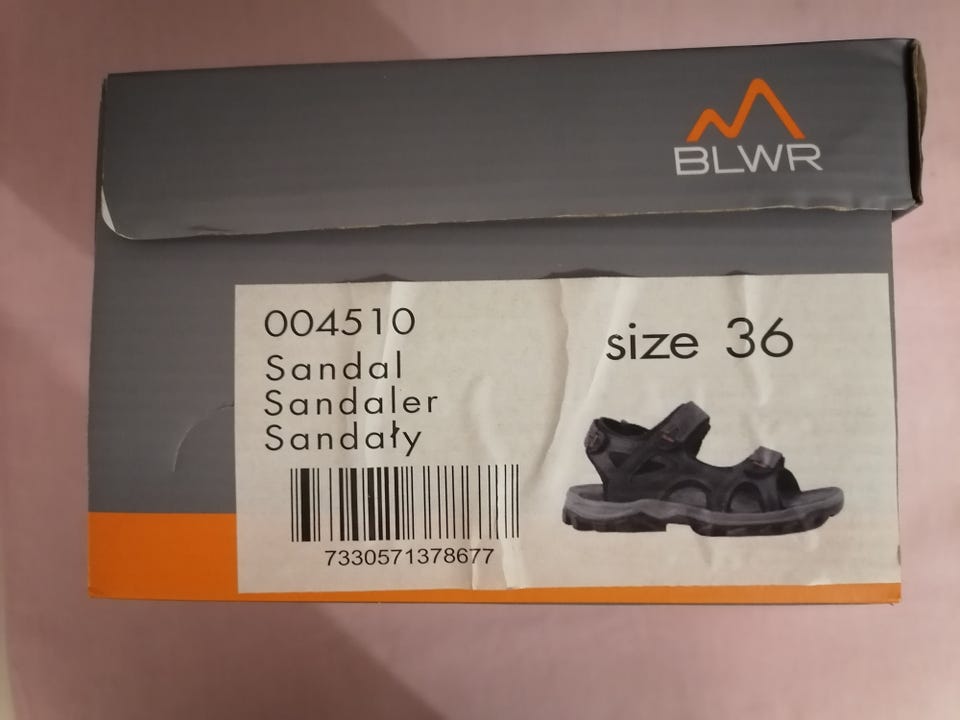 BLWR
004510
size 36
Sandal
Sandaler
Sandały
7330571378677